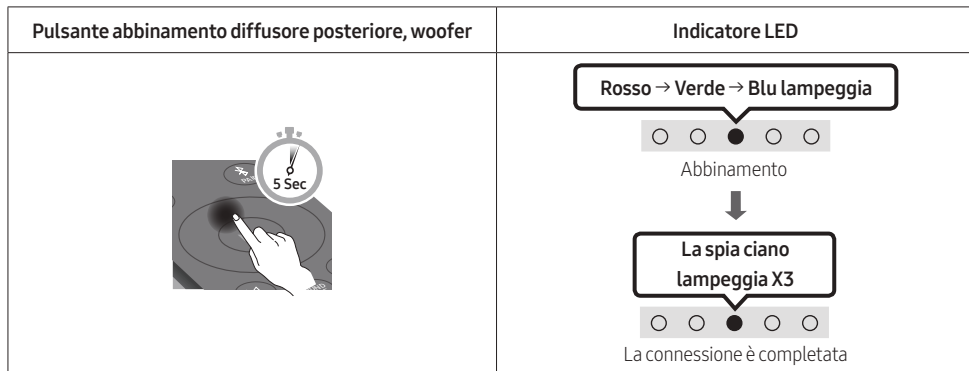 Pulsante abbinamento diffusore posteriore, woofer
Indicatore LED
5 Sec
Rosso → Verde → Blu lampeggia
Abbinamento
La spia ciano
lampeggia X3
La connessione è completata